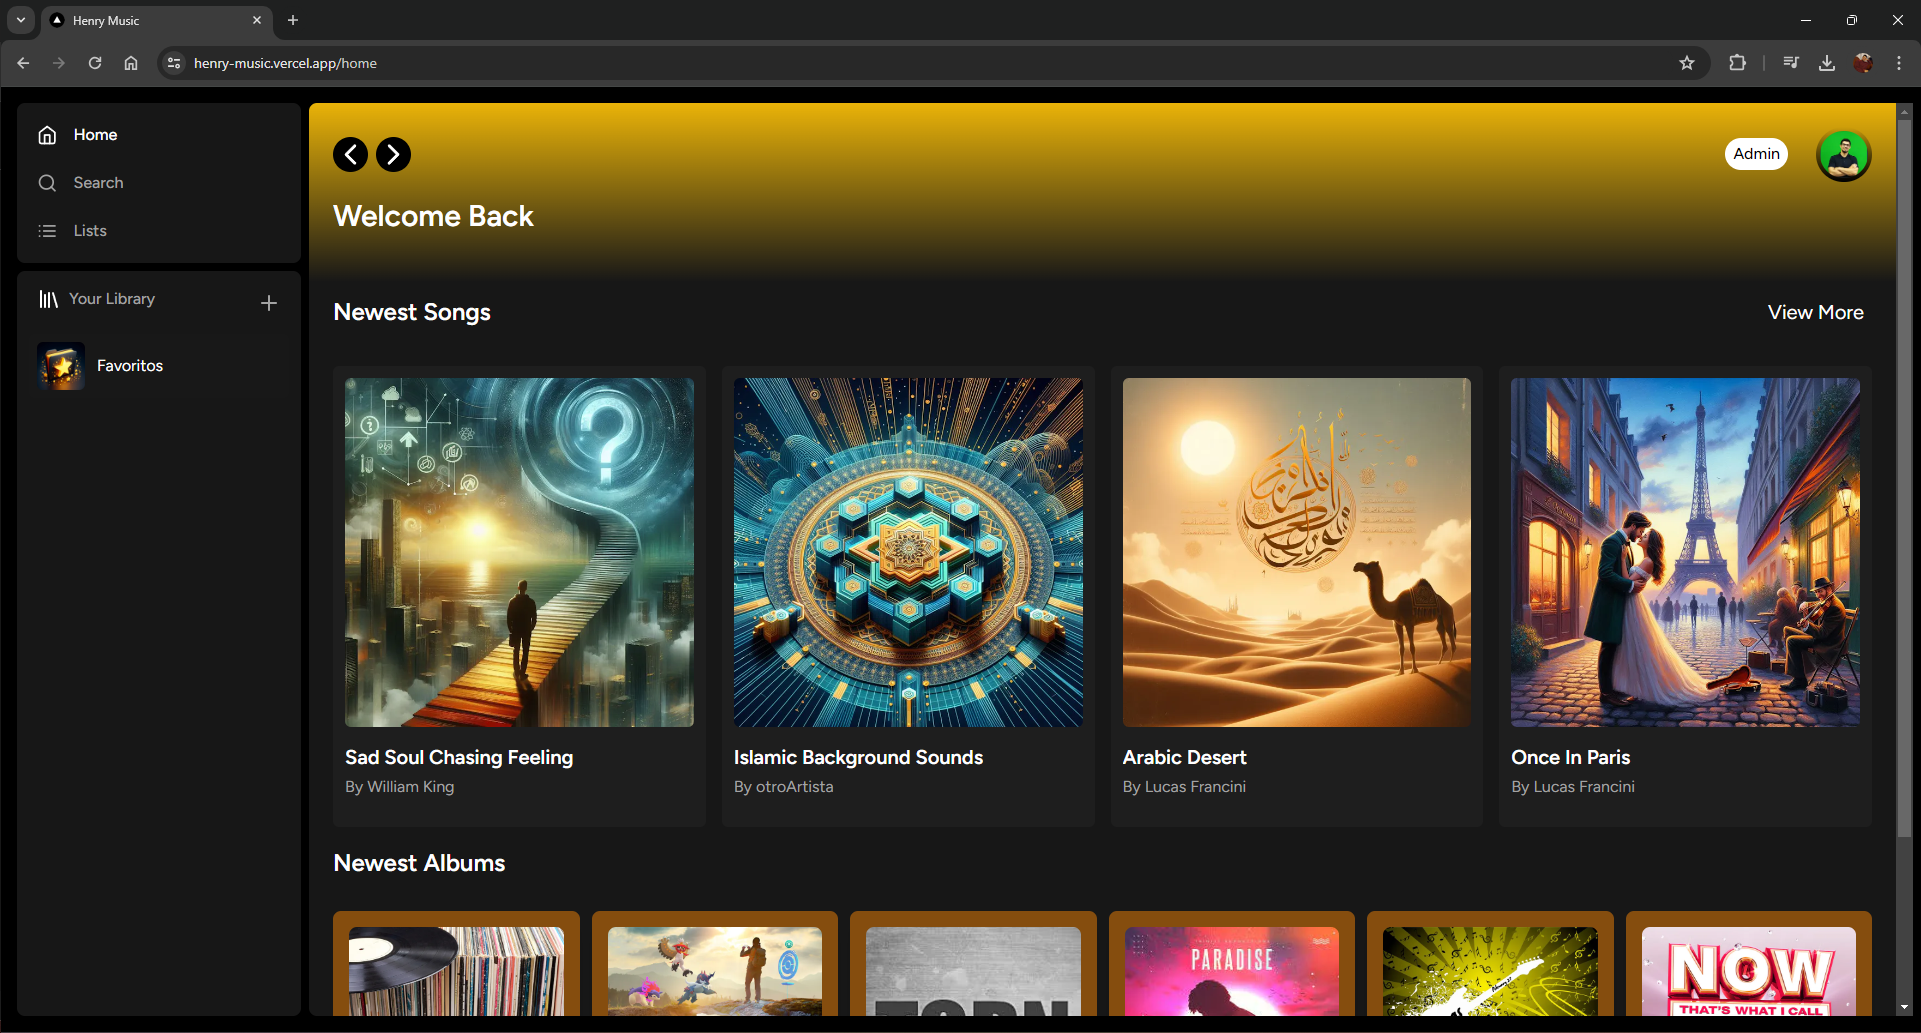 Henry Music
henry-music.vercel.app/home
Home
Search
Lists
Your Library
Favoritos
Admin
Welcome Back
Newest Songs
View More
Sad Soul Chasing Feeling
By William King
Islamic Background Sounds
By otroArtista
Arabic Desert
By Lucas Francini
Once In Paris
By Lucas Francini
Newest Albums
PARADISE
NOW
THAT'S WHAT I CALL